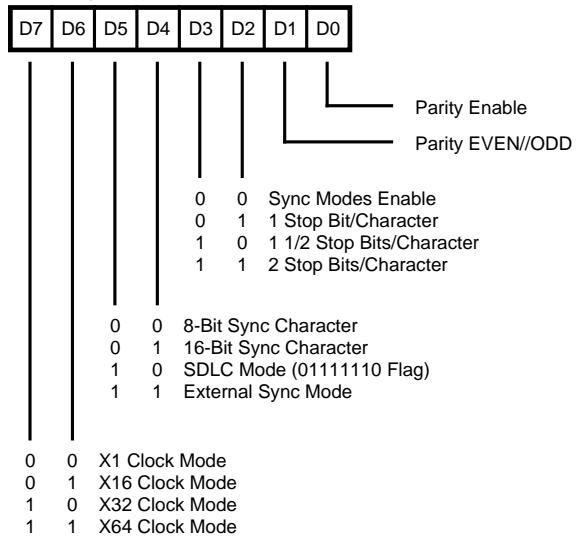 D7 D6 D5 D4 D3 D2 D1 D0
Parity Enable
Parity EVEN//ODD
0 0 Sync Modes Enable
0 1 1 Stop Bit/Character
1 0 1 1/2 Stop Bits/Character
1 1 2 Stop Bits/Character
0 0 8-Bit Sync Character
0 1 16-Bit Sync Character
1 0 SDLC Mode (01111110 Flag)
1 1 External Sync Mode
0 0 X1 Clock Mode
0 1 X16 Clock Mode
1 0 X32 Clock Mode
1 1 X64 Clock Mode